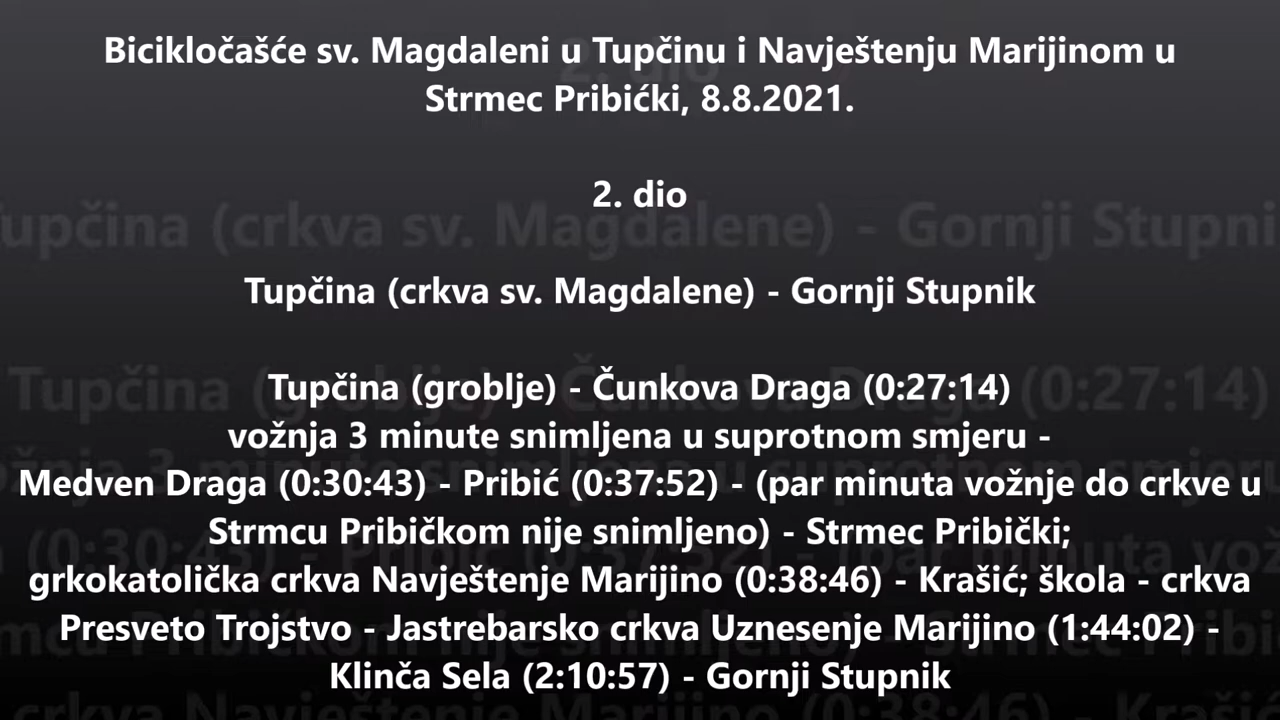 Bicikločašće sv. Magdaleni u Tupčinu i Navještenju Marijinom u
Strmec Pribićki, 8.8.2021.
2. dio
Tupčina (crkva sv. Magdalene) - Gornji Stupnik
Tupčina (groblje) - Čunkova Draga (0:27:14)
vožnja 3 minute snimljena u suprotnom smjeru -
Medven Draga (0:30:43) - Pribić (0:37:52) - (par minuta vožnje do crkve u
Strmcu Pribičkom nije snimljeno) - Strmec Pribički;
grkokatolička crkva Navještenje Marijino (0:38:46) - Krašić; škola - crkva
Presveto Trojstvo - Jastrebarsko crkva Uznesenje Marijino (1:44:02) -
Klinča Sela (2:10:57) - Gornji Stupnik